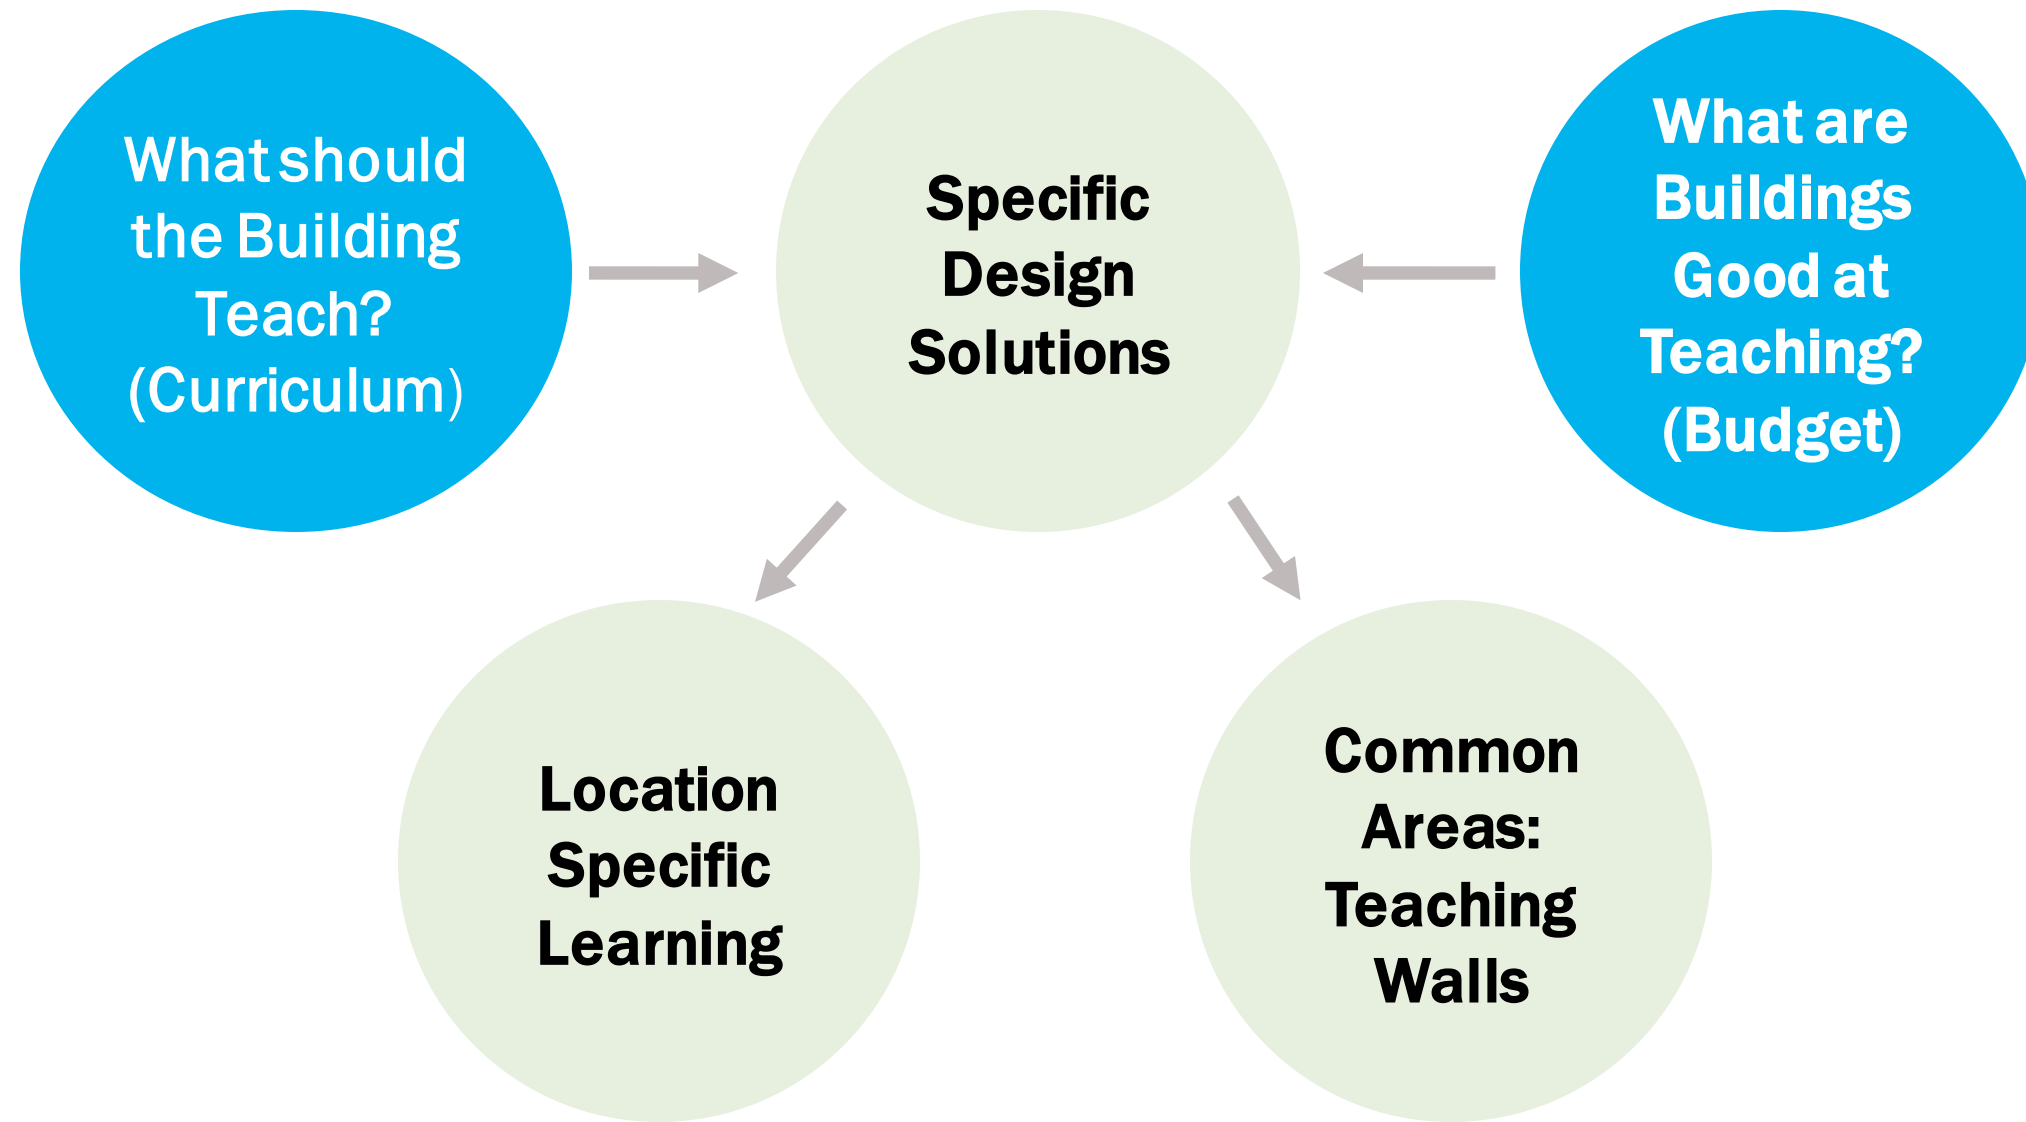 What should
the Building
Teach?
(Curriculum)
Specific
Design
Solutions
What are
Buildings
Good at
Teaching?
(Budget)
Location
Specific
Learning
Common
Areas:
Teaching
Walls